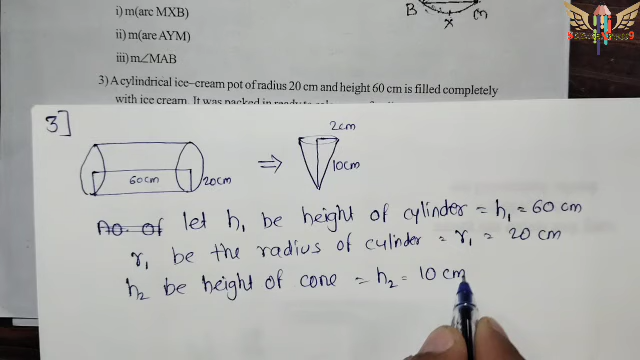 i) m(arc MXB)
ii) m(arc AYM)
iii) m∠MAB
B
X
3) A cylindrical ice-cream pot of radius 20 cm and height 60 cm is filled completely
with ice cream. It was packed in
3]
60cm
20cm
⇒
2cm
10cm
No. of let h₁ be height of cylinder = h₁ = 60 cm
r₁ be the radius of cylinder = r₁ = 20 cm
h₂ be height of cone = h₂ = 10 cm